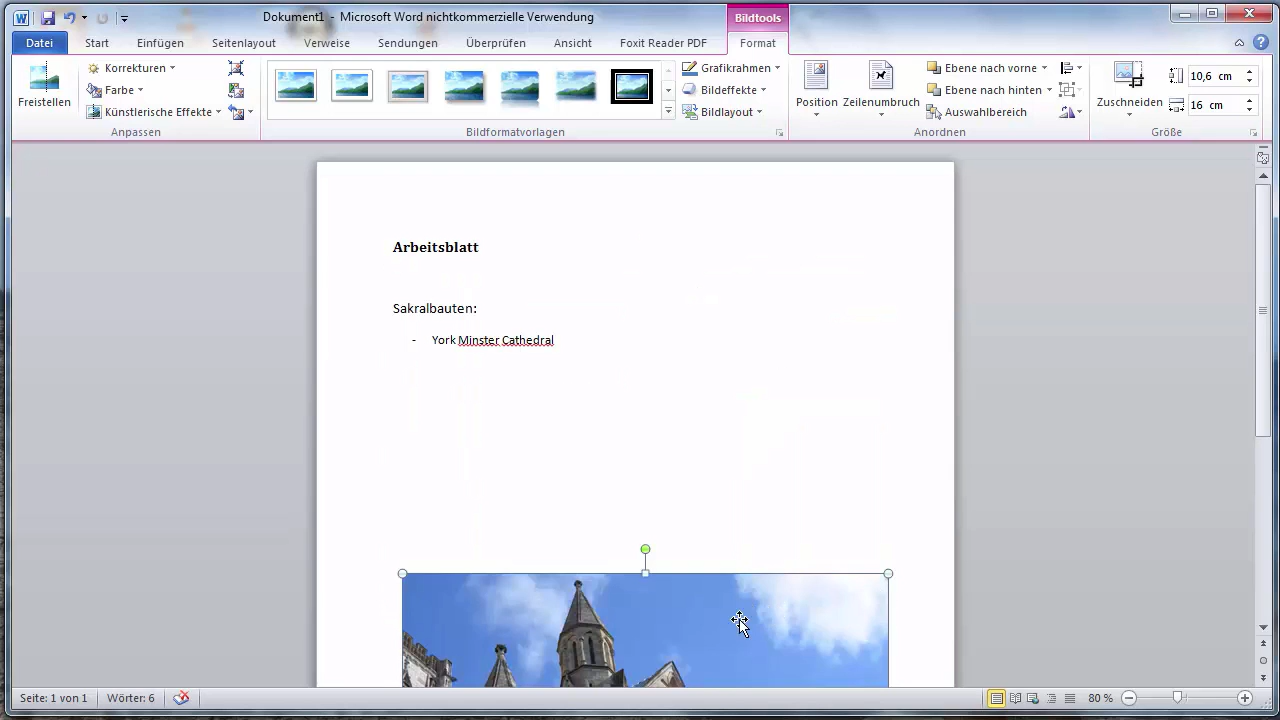 Dokument1 - Microsoft Word nichtkommerzielle Verwendung
Bildtools
Datei Start Einfügen Seitenlayout Verweise Sendungen Überprüfen Ansicht Foxit Reader PDF Format
Freistellen
Korrekturen
Farbe
Künstlerische Effekte
Anpassen
Bildformatvorlagen
Grafikrahmen
Bildeffekte
Bildlayout
Position
Zeilenumbruch
Ebene nach vorne
Ebene nach hinten
Auswahlbereich
Anordnen
Zuschneiden
10,6 cm
16 cm
Größe
Arbeitsblatt
Sakralbauten:
- York Minster Cathedral
Seite: 1 von 1 Wörter: 6 80 %